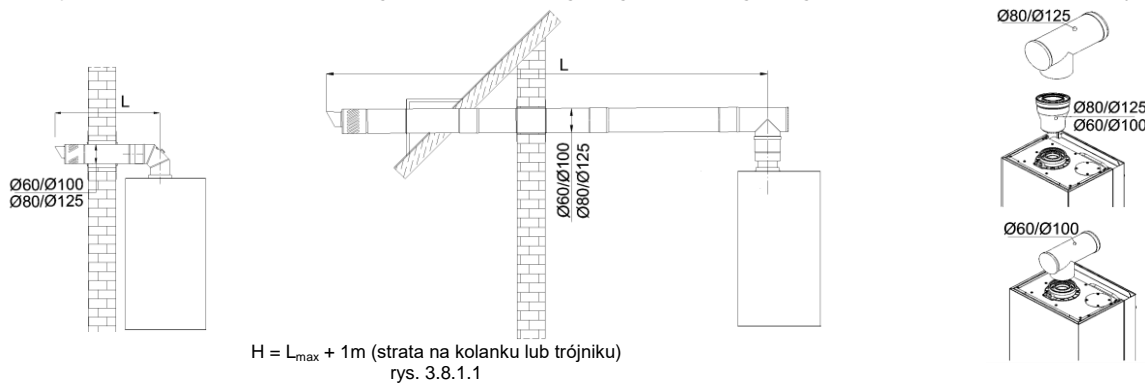 L
Ø60/Ø100
Ø80/Ø125
L
Ø60/Ø100
Ø80/Ø125
Ø80/Ø125
Ø80/Ø125
Ø60/Ø100
Ø60/Ø100
H = Lmax + 1m (strata na kolanku lub trójniku)
rys. 3.8.1.1